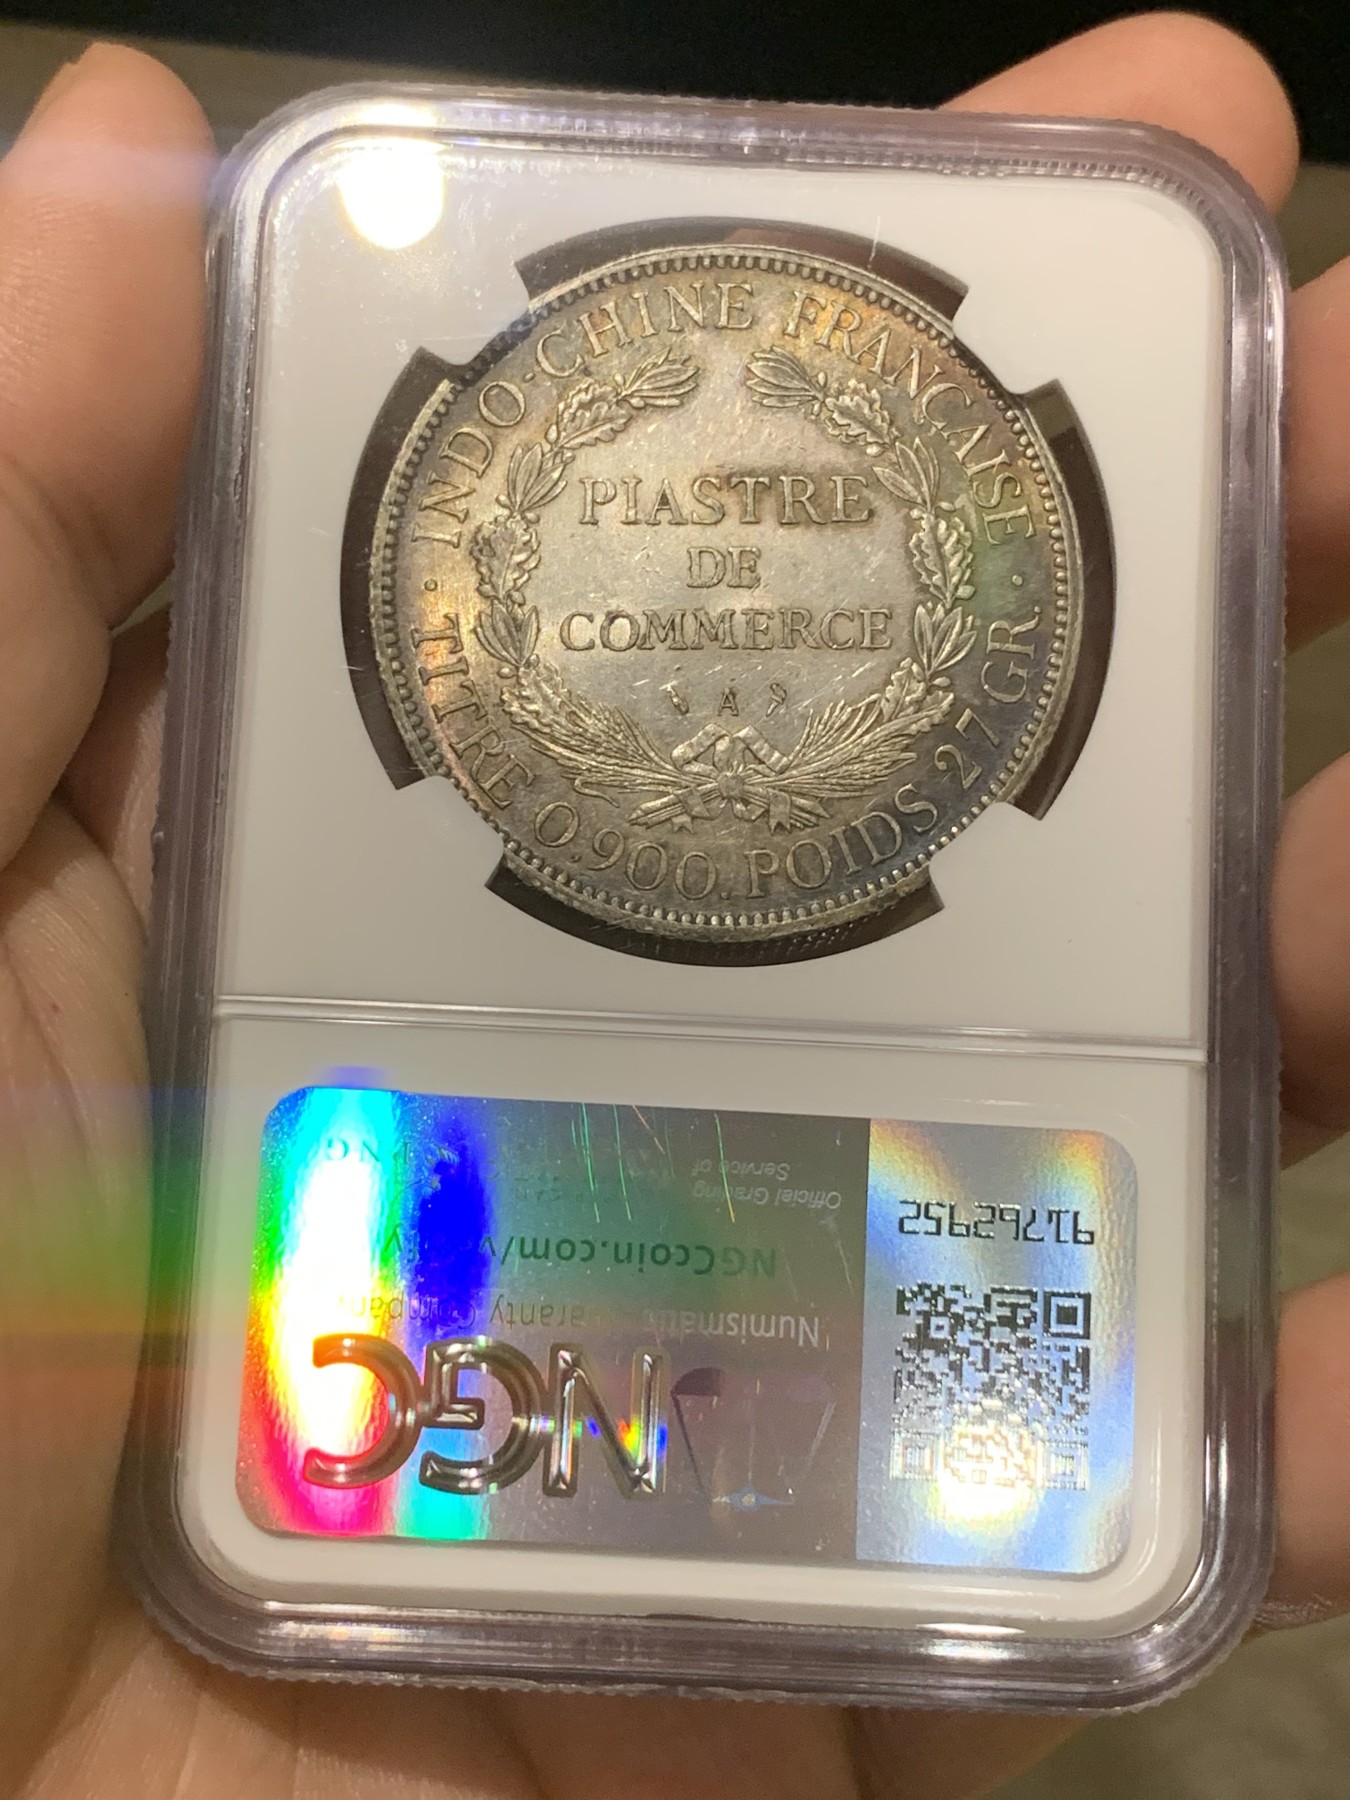 INDO-CHINE FRANÇAISE
PIASTRE
DE
COMMERCE
A
· TITRE 0,900. POIDS 27 GR. ·
NGC
Numismatic Guaranty Company
NGCcoin.com/verify
Official Grading
Service of
91762952